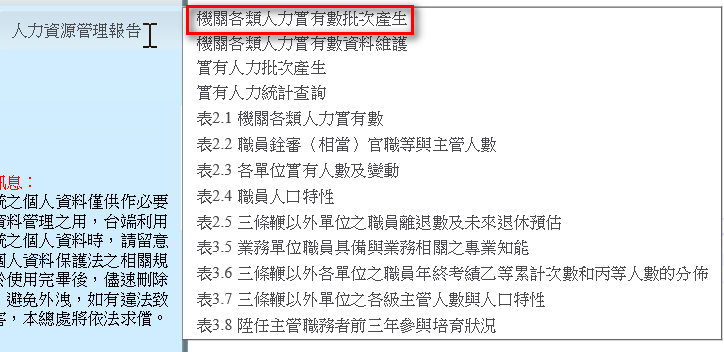 人力資源管理報告
機關各類人力實有數批次產生
機關各類人力實有數資料維護
實有人力批次產生
實有人力統計查詢
表2.1 機關各類人力實有數
表2.2 職員銓審（相當）官職等與主管人數
表2.3 各單位實有人數及變動
表2.4 職員人口特性
表2.5 三條鞭以外單位之職員離退數及未來退休預估
表3.5 業務單位職員具備與業務相關之專業知能
表3.6 三條鞭以外各單位之職員年終考績乙等累計次數和丙等人數的分佈
表3.7 三條鞭以外單位之各級主管人數與人口特性
表3.8 陞任主管職務者前三年參與培育狀況
訊息：
統之個人資料僅供作必要
資料管理之用，台端利用
統之個人資料時，請留意
個人資料保護法之相關規
於使用完畢後，儘速刪除
，避免外洩，如有違法致
害，本總處將依法求償。